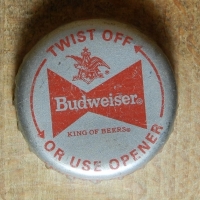 TWIST OFF
Budweiser®
KING OF BEERS®
OR USE OPENER